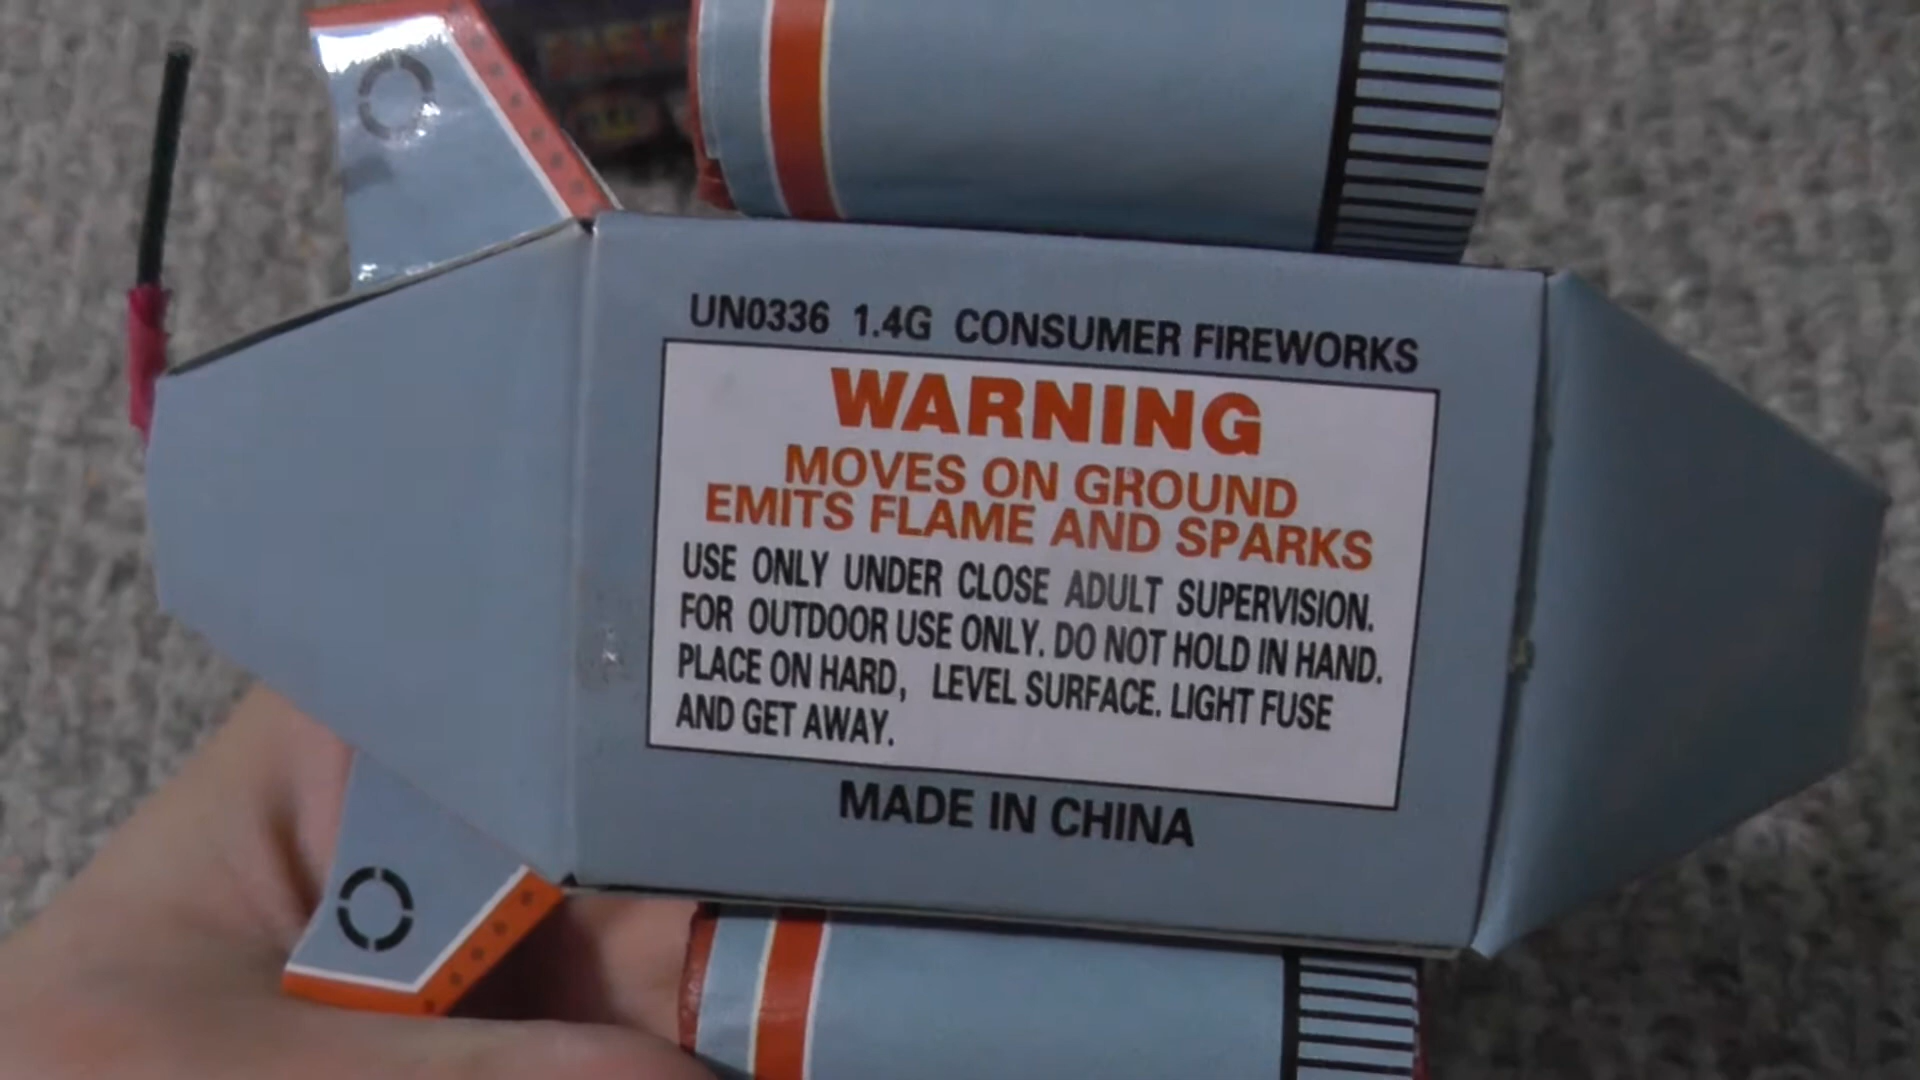 UN0336 1.4G CONSUMER FIREWORKS
WARNING
MOVES ON GROUND
EMITS FLAME AND SPARKS
USE ONLY UNDER CLOSE ADULT SUPERVISION.
FOR OUTDOOR USE ONLY. DO NOT HOLD IN HAND.
PLACE ON HARD, LEVEL SURFACE. LIGHT FUSE
AND GET AWAY.
MADE IN CHINA